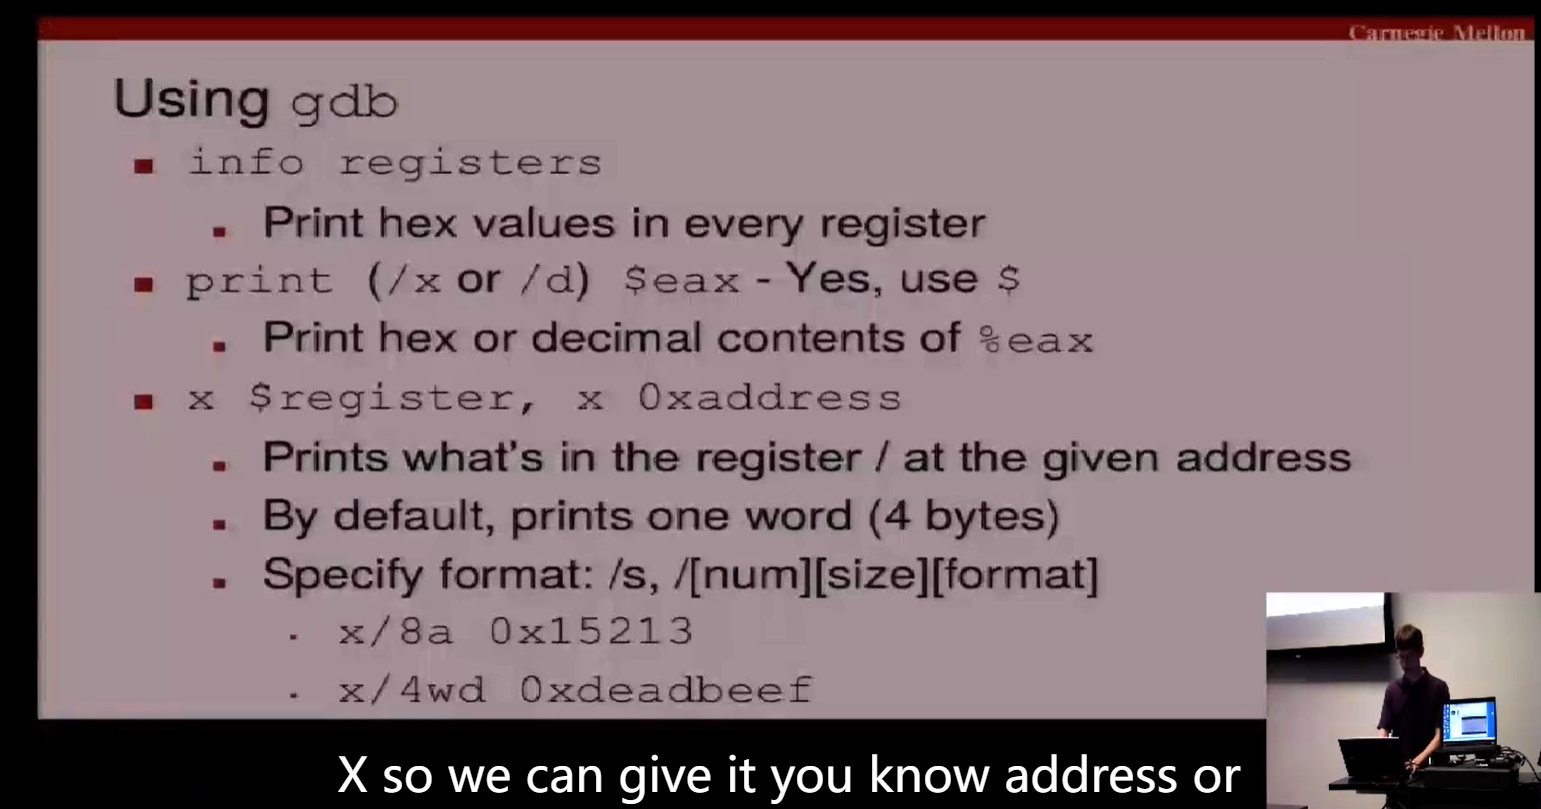 Carnegie Mellon
Using gdb
info registers
Print hex values in every register
print (/x or /d) $eax - Yes, use $
Print hex or decimal contents of %eax
x $register, x 0xaddress
Prints what's in the register / at the given address
By default, prints one word (4 bytes)
Specify format: /s, /[num][size][format]
x/8a 0x15213
x/4wd 0xdeadbeef
X so we can give it you know address or